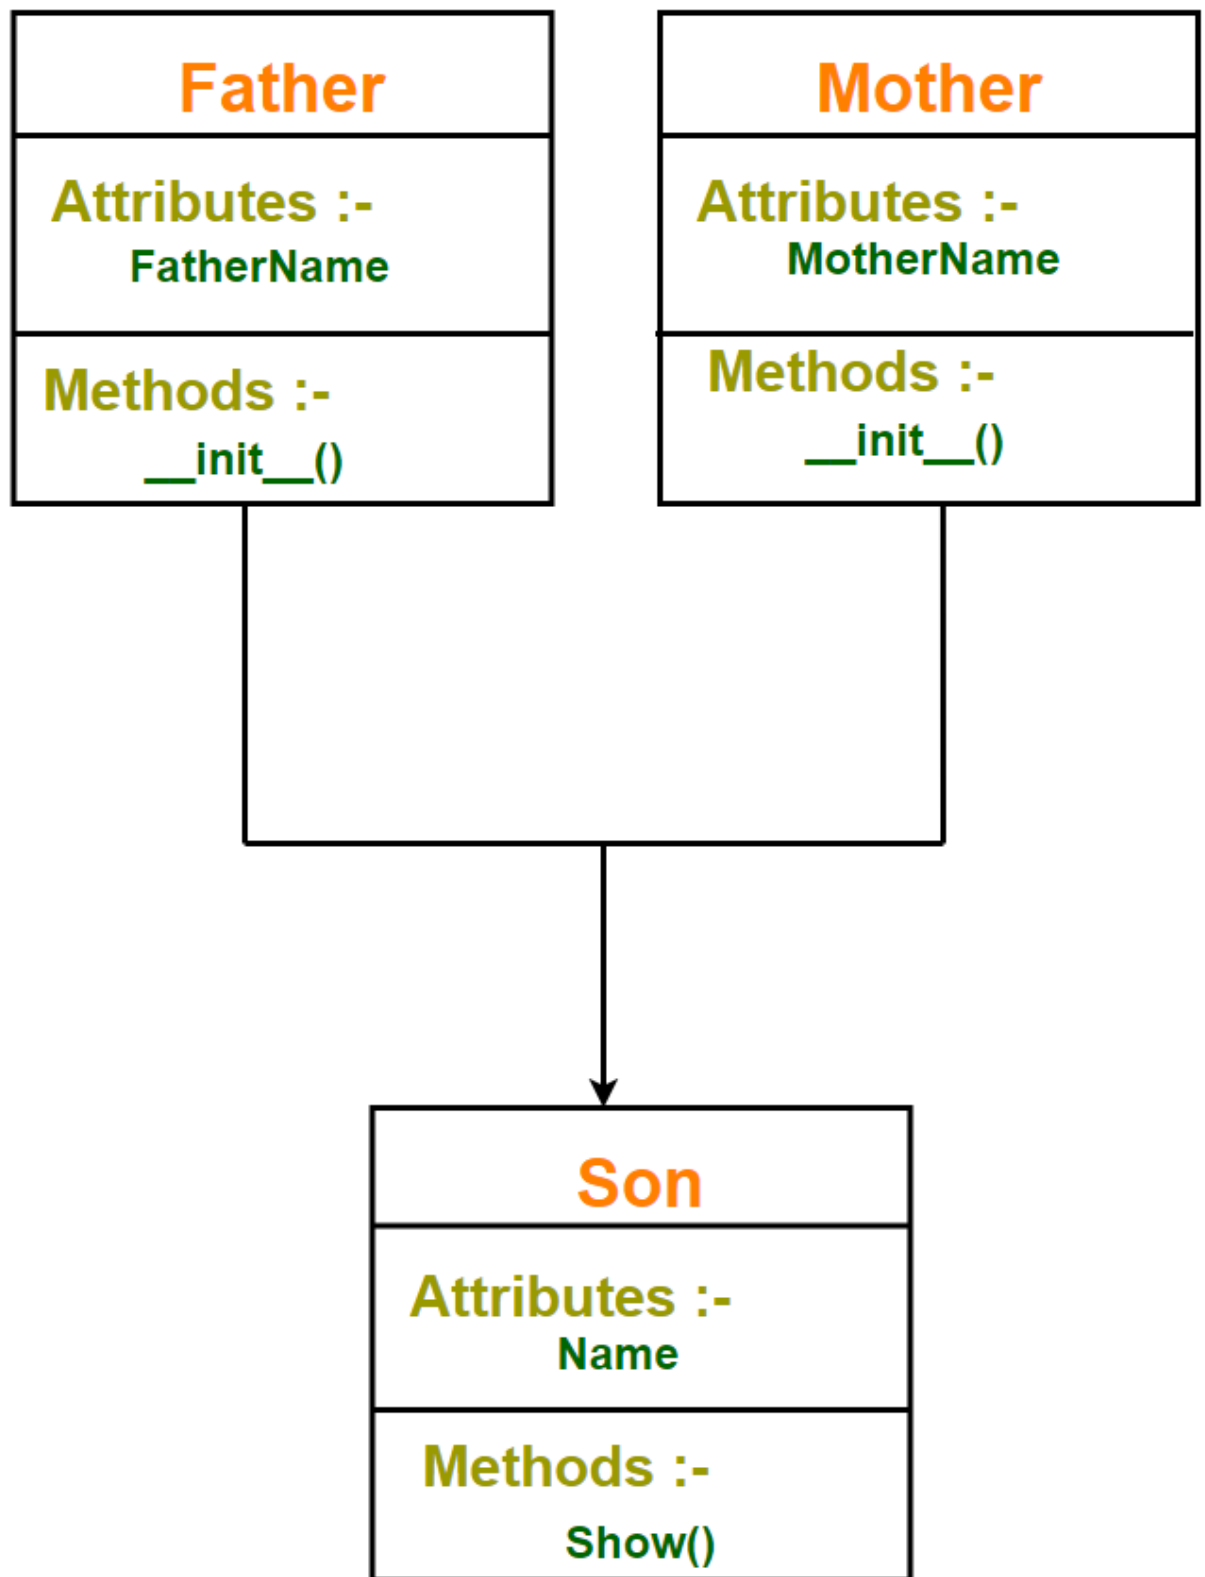 Father
Attributes :-
FatherName
Methods :-
__init__()
Mother
Attributes :-
MotherName
Methods :-
__init__()
Son
Attributes :-
Name
Methods :-
Show()